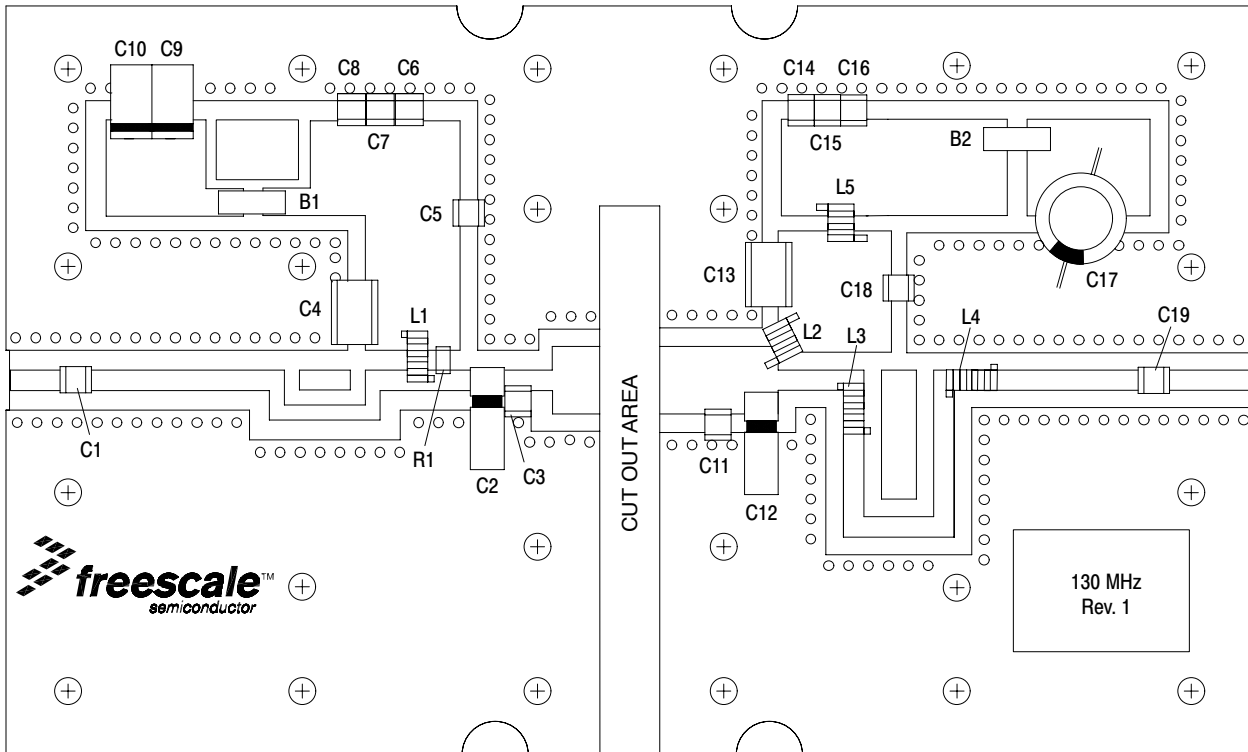 C10 C9
C8 C6
C7
B1
C5
C4
L1
C1
R1
C2
C3
CUT OUT AREA
C14 C16
C15
B2
L5
C13
C18
C17
L2
L3
L4
C19
C11
C12
freescale™
semiconductor
130 MHz
Rev. 1